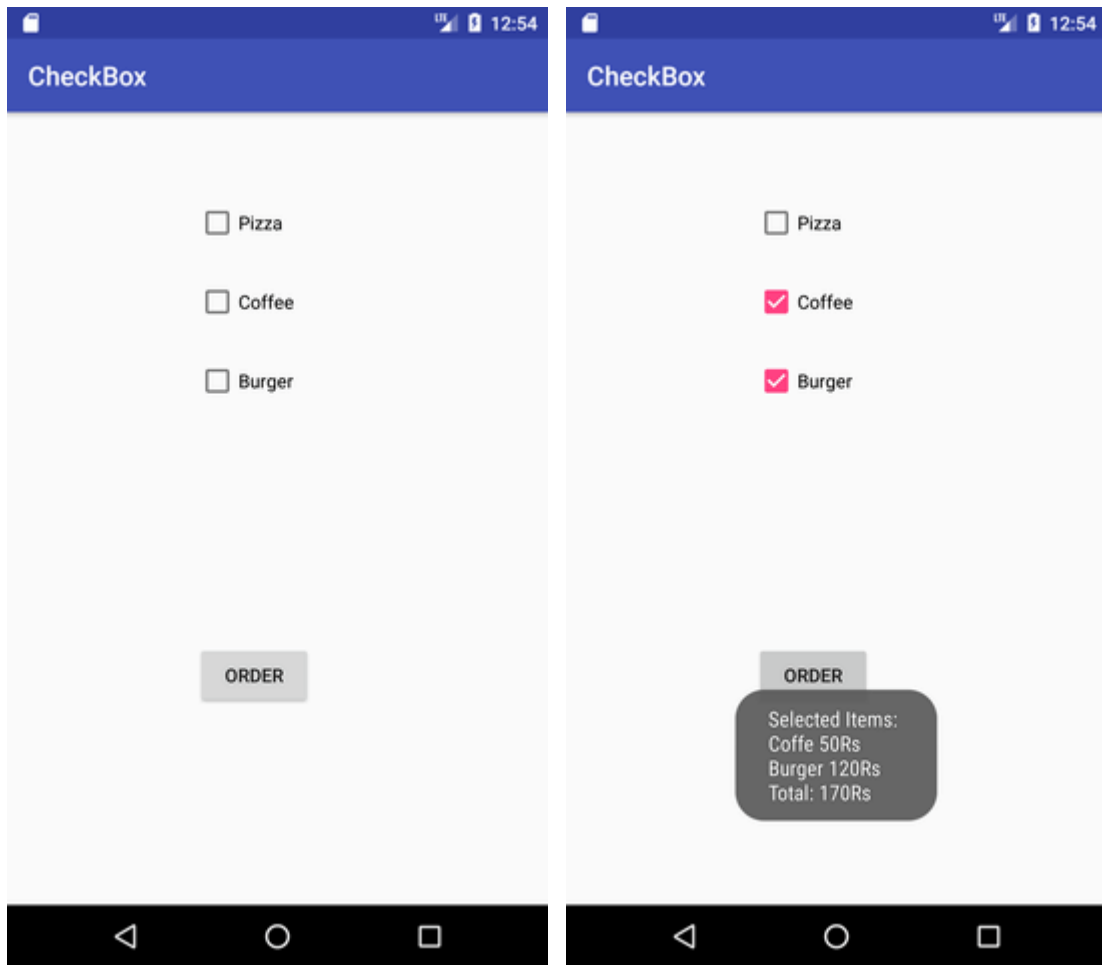 12:54
CheckBox
Pizza
Coffee
Burger
ORDER
12:54
CheckBox
Pizza
Coffee
Burger
ORDER
Selected Items:
Coffe 50Rs
Burger 120Rs
Total: 170Rs